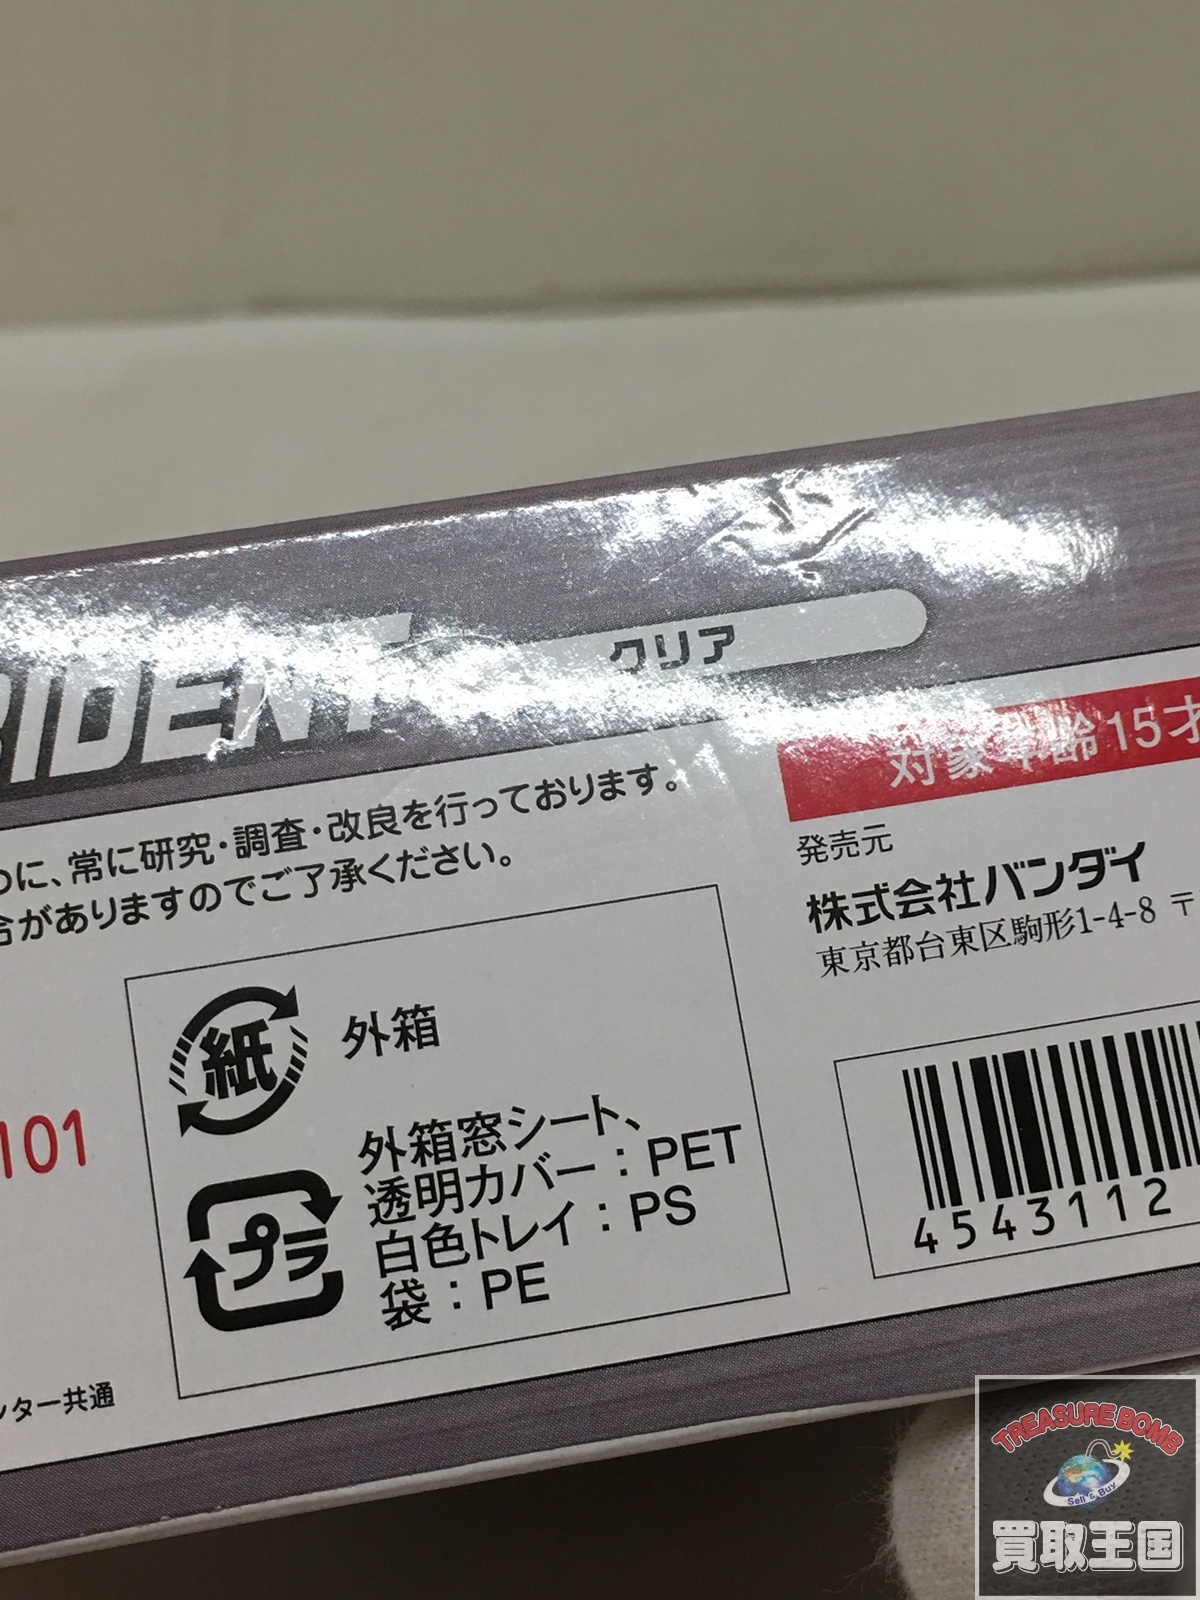 RIDENT クリア
に、常に研究・調査・改良を行っております。
合がありますのでご了承ください。
対象年齢15才
発売元
株式会社バンダイ
東京都台東区駒形1-4-8 〒
紙 外箱
プラ
外箱窓シート、
透明カバー：PET
白色トレイ：PS
袋：PE
101
ター共通
4543112
TREASURE BOMB
Sell & Buy
買取王国